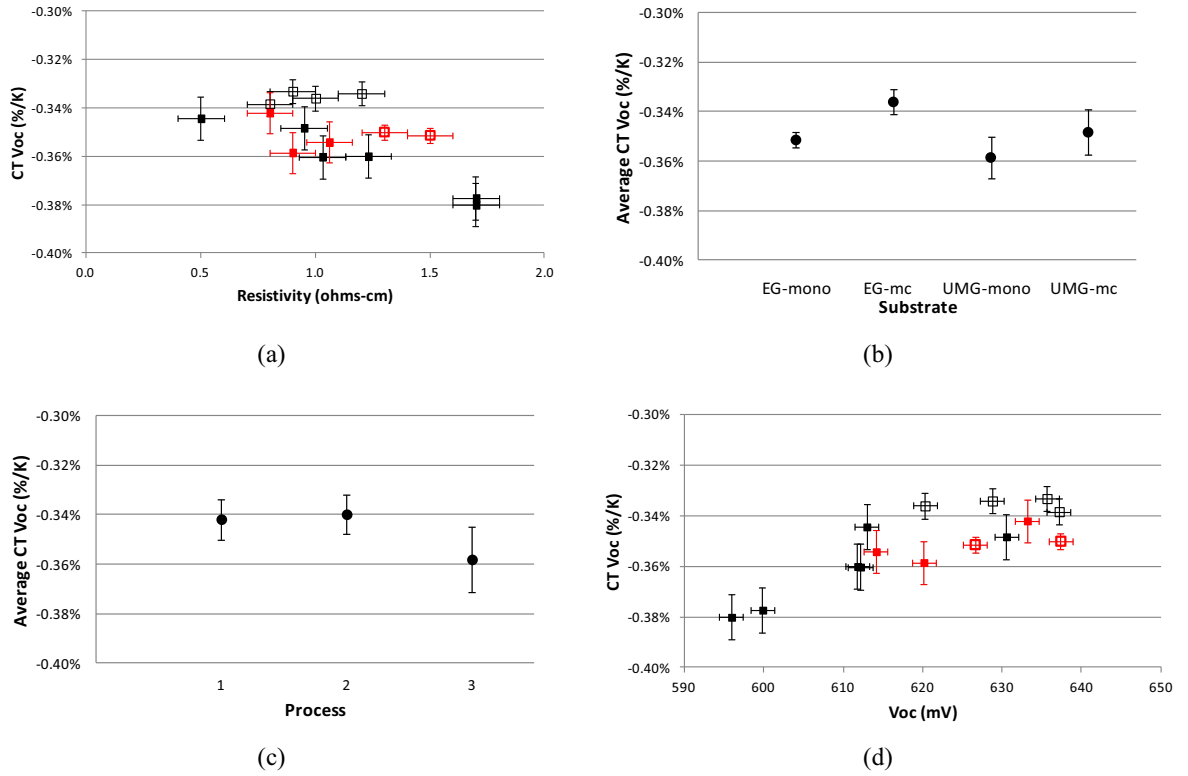 -0.30%
-0.32%
-0.34%
-0.36%
-0.38%
-0.40%
CT Voc (%/K)
0.0 0.5 1.0 1.5 2.0
Resistivity (ohms-cm)
(a)
-0.30%
-0.32%
-0.34%
-0.36%
-0.38%
-0.40%
Average CT Voc (%/K)
EG-mono EG-mc UMG-mono UMG-mc
Substrate
(b)
-0.30%
-0.32%
-0.34%
-0.36%
-0.38%
-0.40%
Average CT Voc (%/K)
1 2 3
Process
(c)
-0.30%
-0.32%
-0.34%
-0.36%
-0.38%
-0.40%
CT Voc (%/K)
590 600 610 620 630 640 650
Voc (mV)
(d)